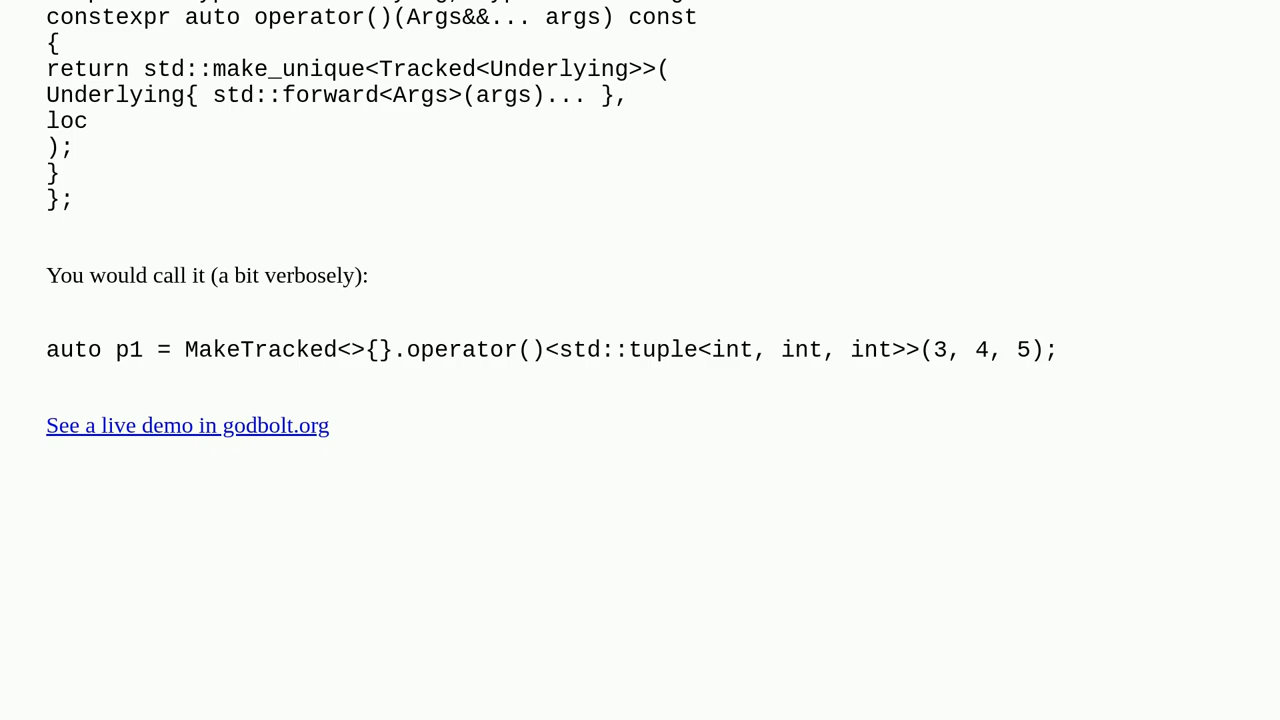 constexpr auto operator()(Args&&... args) const
{
return std::make_unique<Tracked<Underlying>>(
Underlying{ std::forward<Args>(args)... },
loc
);
}
};
You would call it (a bit verbosely):
auto p1 = MakeTracked<>{}.operator()<std::tuple<int, int, int>>(3, 4, 5);
See a live demo in godbolt.org